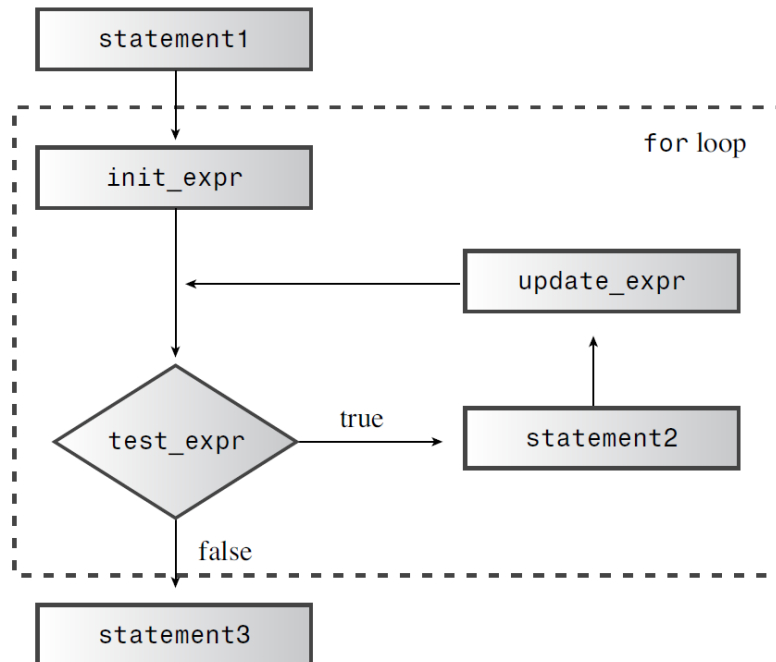 statement1
for loop
init_expr
update_expr
true
test_expr
statement2
false
statement3